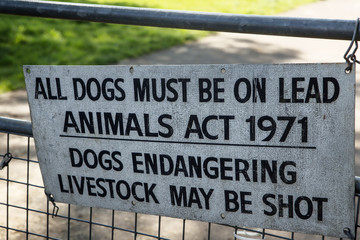 ALL DOGS MUST BE ON LEAD
ANIMALS ACT 1971
DOGS ENDANGERING
LIVESTOCK MAY BE SHOT